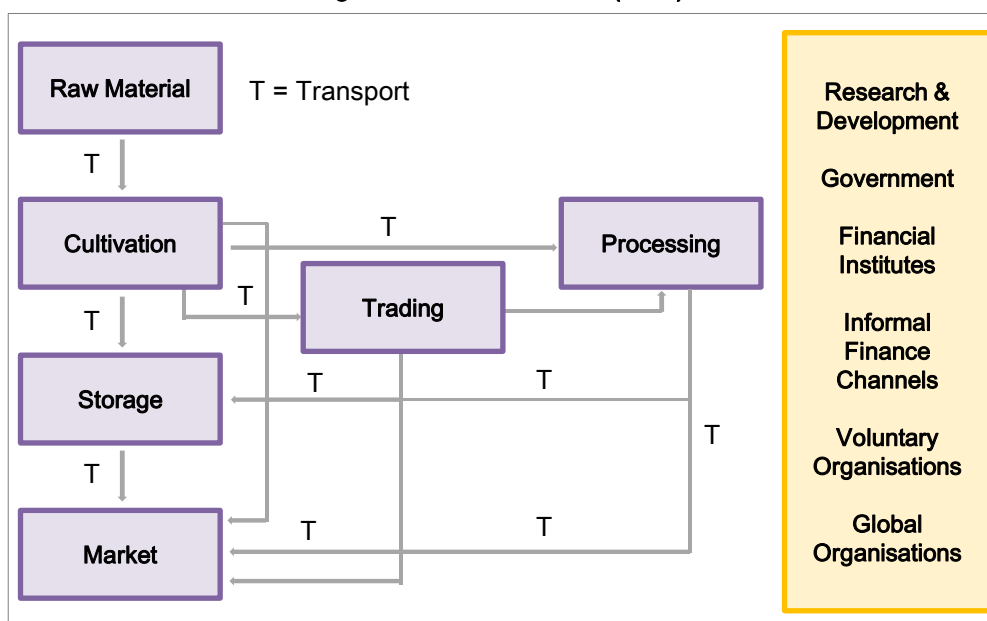 Raw Material
T = Transport
T
Cultivation
T
Processing
T
Trading
T
Storage
T
T
T
T
Market
T
T
Research &
Development
Government
Financial
Institutes
Informal
Finance
Channels
Voluntary
Organisations
Global
Organisations